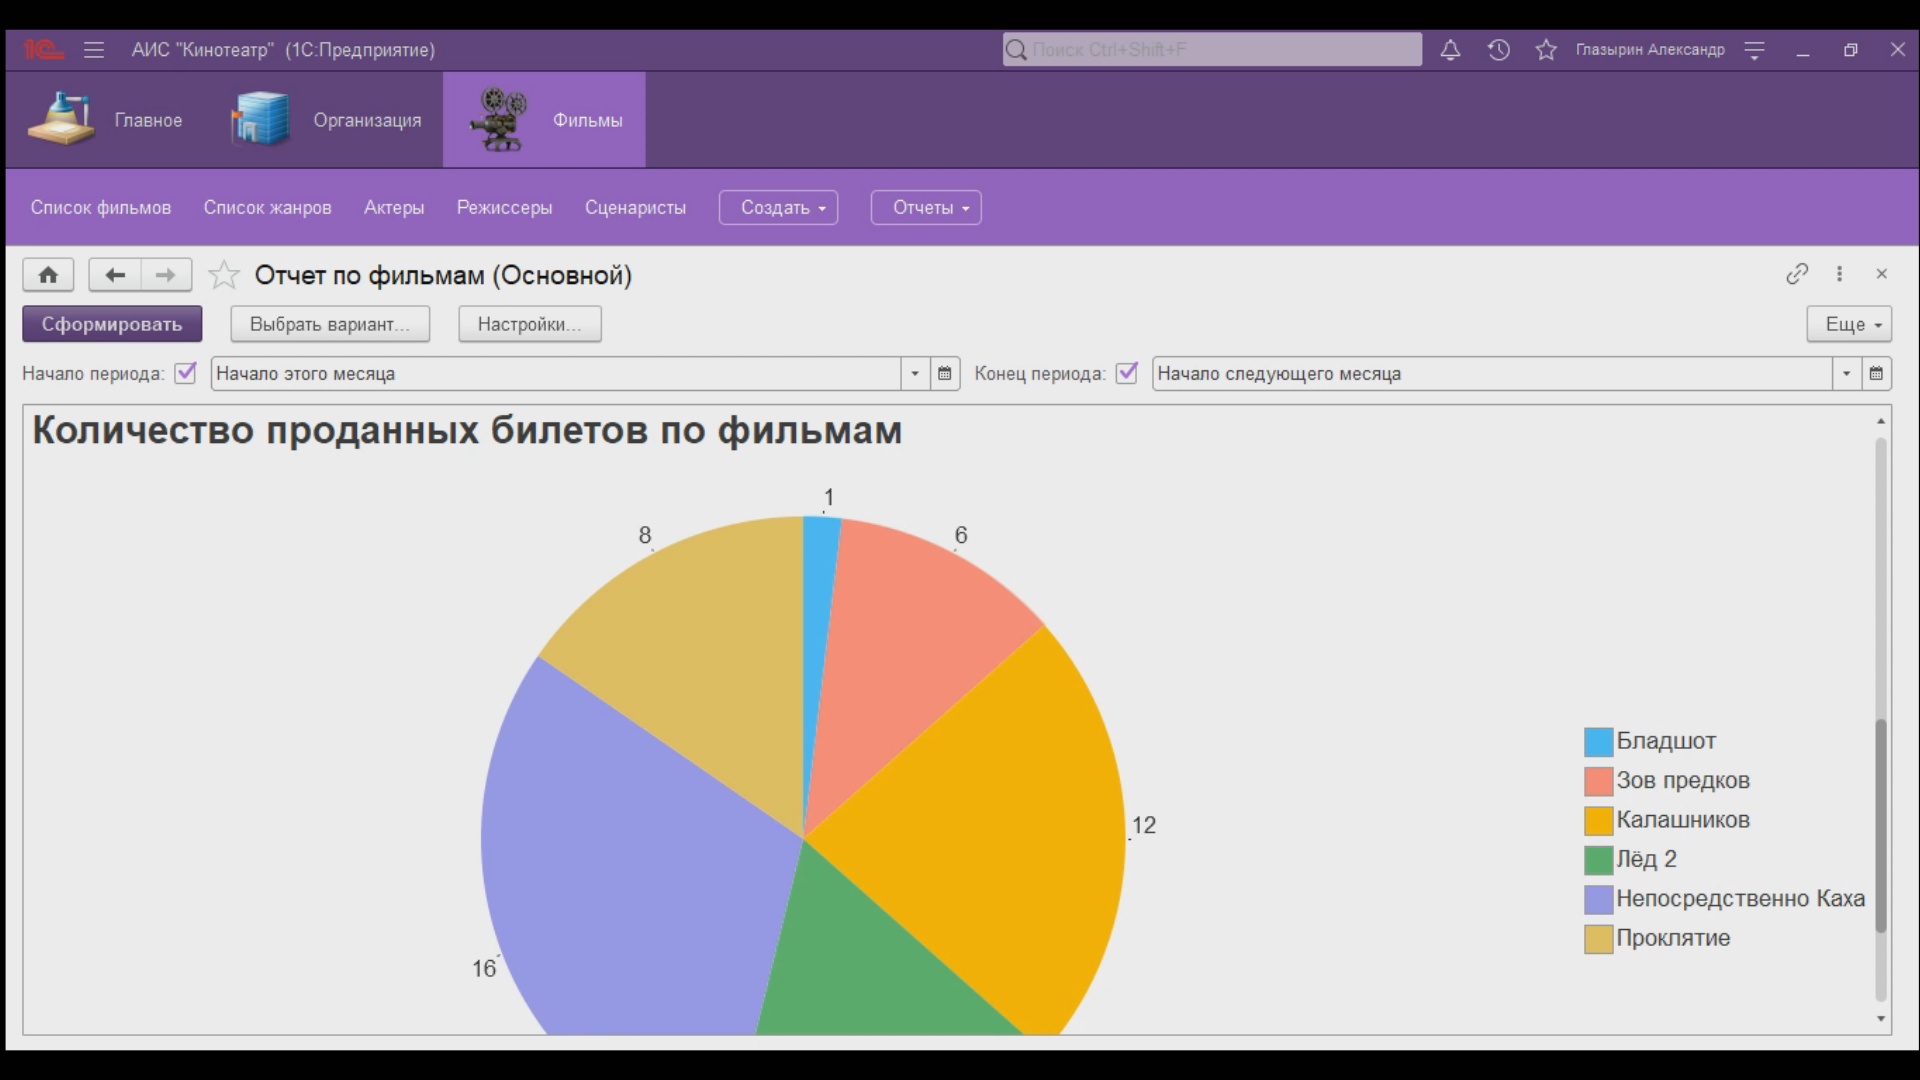 1С АИС "Кинотеатр" (1С:Предприятие) Поиск Ctrl+Shift+F Глазырин Александр
Главное Организация Фильмы
Список фильмов Список жанров Актеры Режиссеры Сценаристы Создать Отчеты
Отчет по фильмам (Основной)
Сформировать Выбрать вариант... Настройки... Еще
Начало периода: Начало этого месяца Конец периода: Начало следующего месяца
Количество проданных билетов по фильмам
1
8
6
12
16
Бладшот
Зов предков
Калашников
Лёд 2
Непосредственно Каха
Проклятие